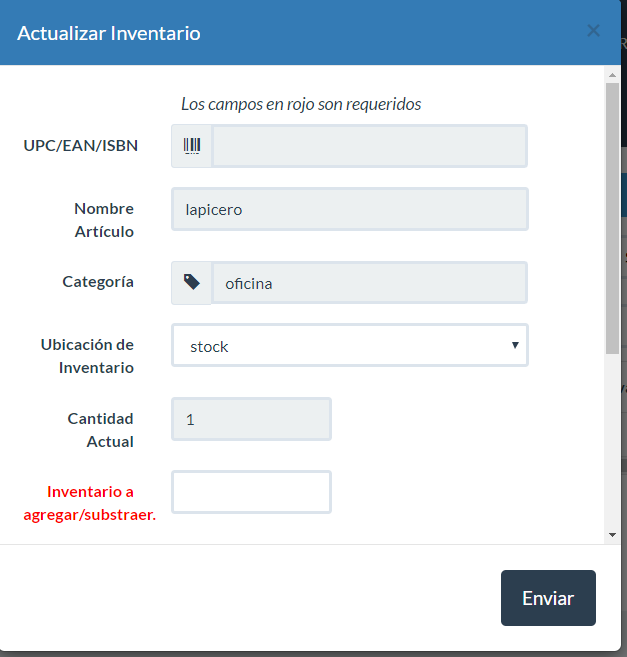 Actualizar Inventario ×
Los campos en rojo son requeridos
UPC/EAN/ISBN
Nombre
Artículo
lapicero
Categoría
oficina
Ubicación de
Inventario
stock
Cantidad
Actual
1
Inventario a
agregar/substraer.
Enviar